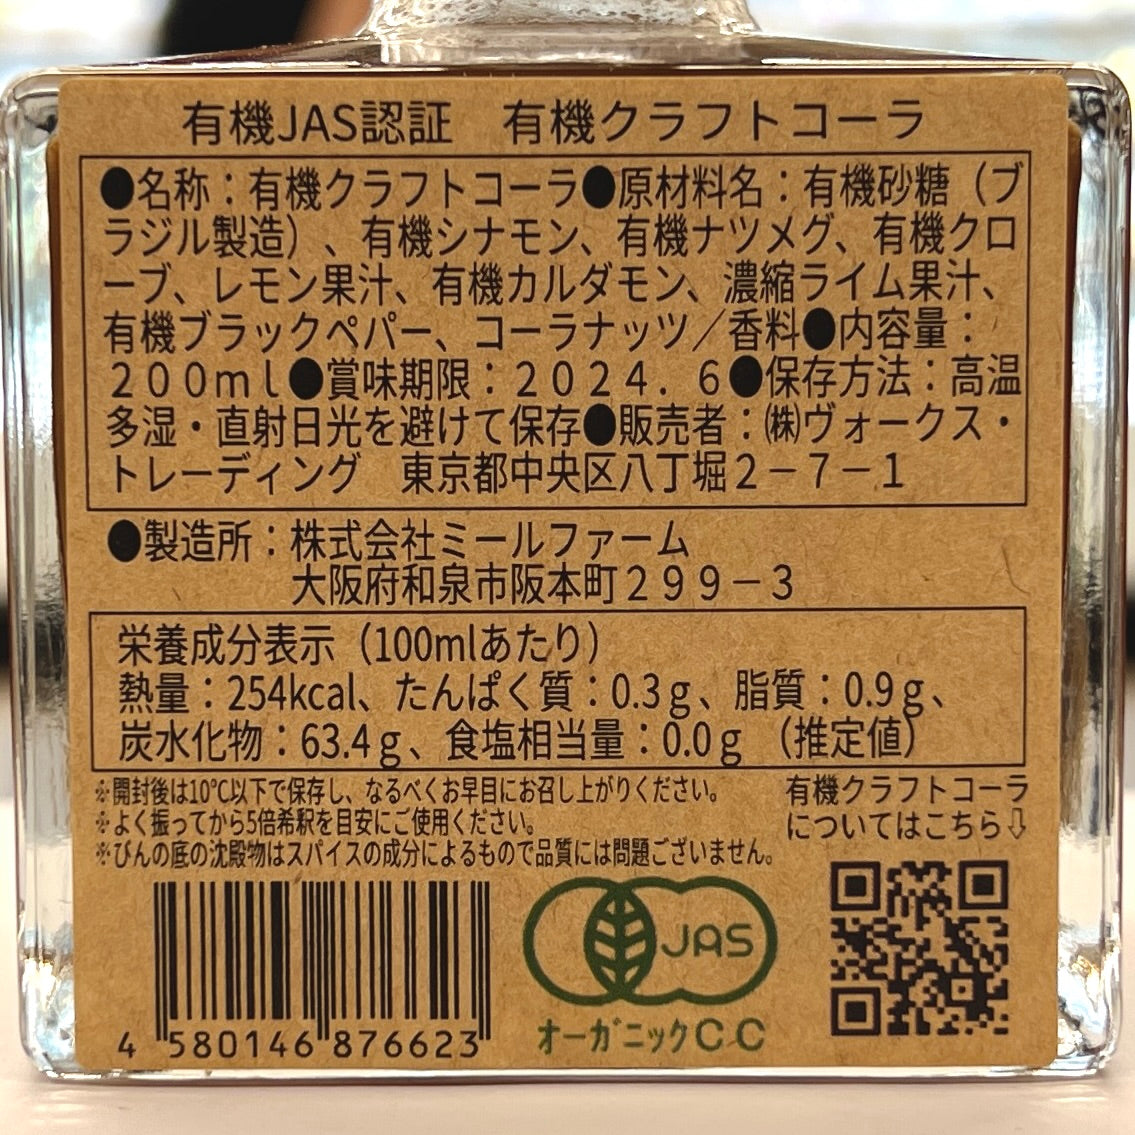 有機JAS認証　有機クラフトコーラ
●名称：有機クラフトコーラ●原材料名：有機砂糖（ブ
ラジル製造）、有機シナモン、有機ナツメグ、有機クロ
ーブ、レモン果汁、有機カルダモン、濃縮ライム果汁、
有機ブラックペパー、コーラナッツ／香料●内容量：
２００ｍｌ●賞味期限：２０２４．６●保存方法：高温
多湿・直射日光を避けて保存●販売者：㈱ヴォークス・
トレーディング　東京都中央区八丁堀２－７－１
●製造所：株式会社ミールファーム
大阪府和泉市阪本町２９９－３
栄養成分表示（100mlあたり）
熱量：254kcal、たんぱく質：0.3ｇ、脂質：0.9ｇ、
炭水化物：63.4ｇ、食塩相当量：0.0ｇ（推定値）
※開封後は10℃以下で保存し、なるべくお早目にお召し上がりください。
※よく振ってから5倍希釈を目安にご使用ください。
※びんの底の沈殿物はスパイスの成分によるもので品質には問題ございません。
有機クラフトコーラ
についてはこちら⇩
4 580146 876623
JAS
オーガニックＣＣ